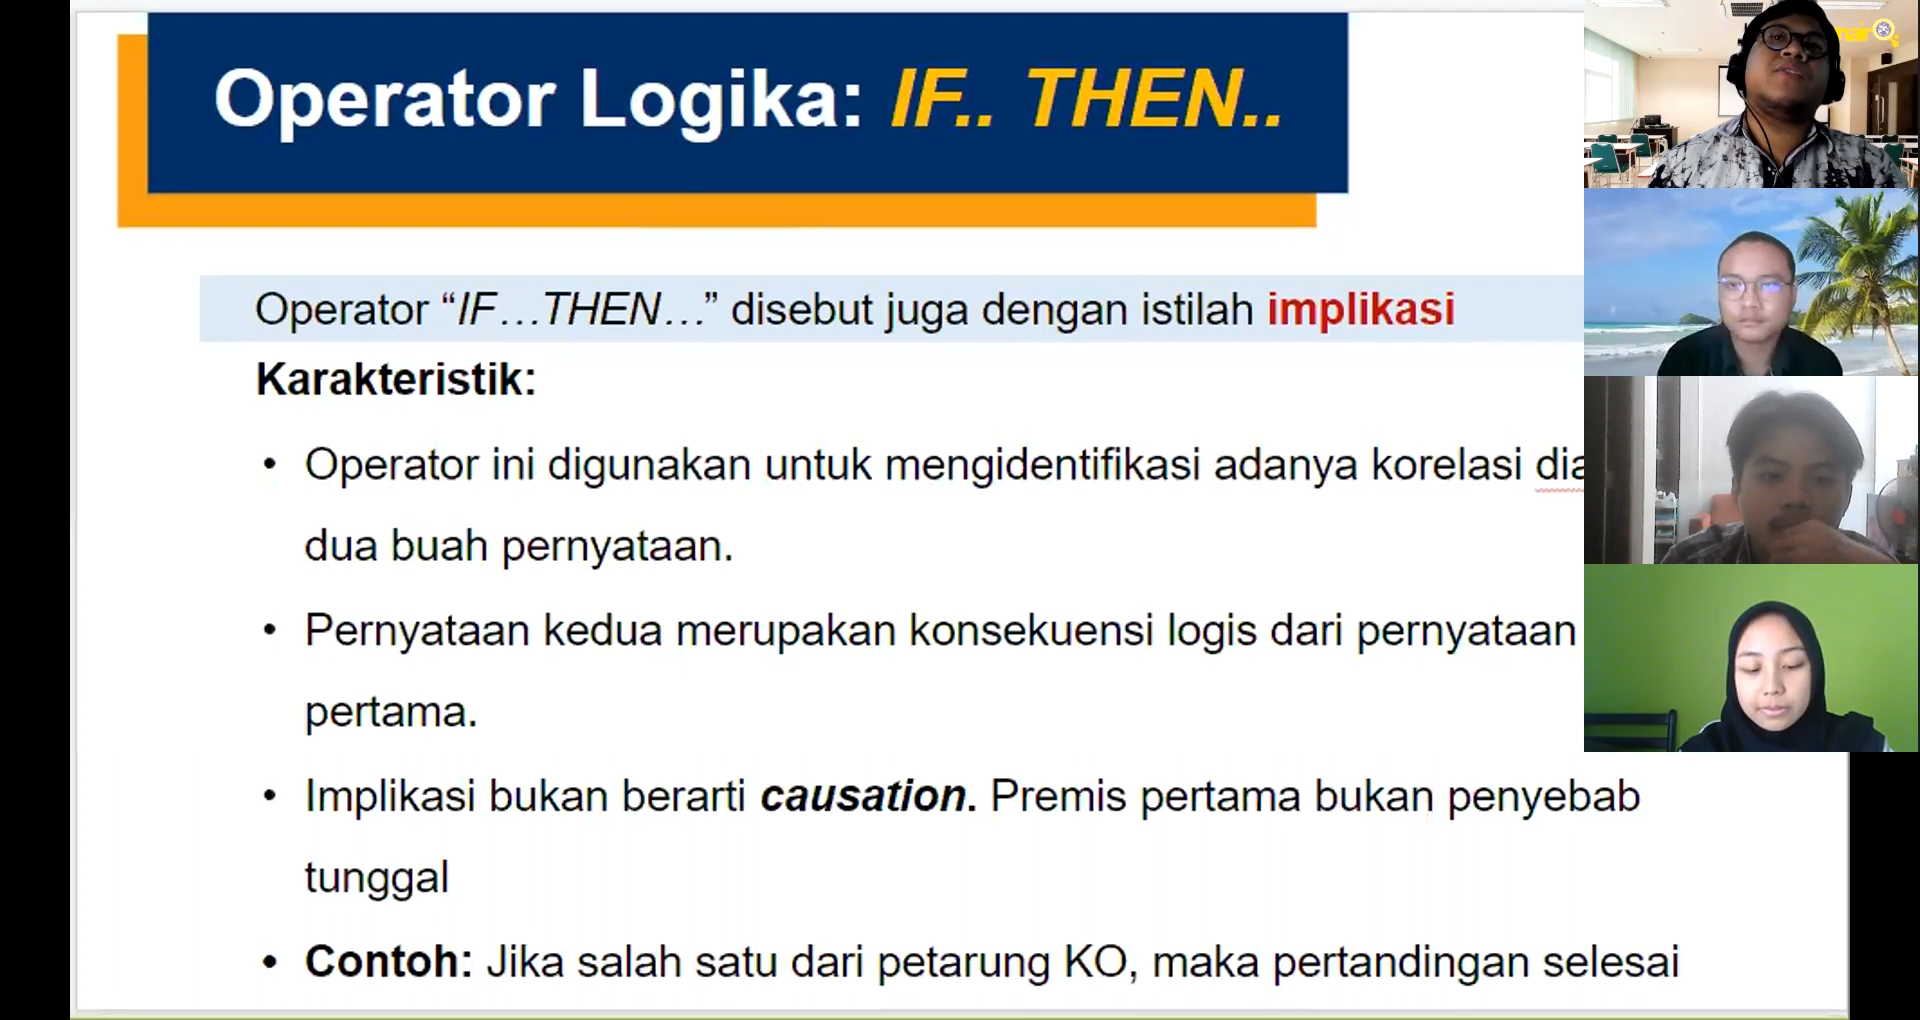 Operator Logika: IF.. THEN..
Operator “IF…THEN…” disebut juga dengan istilah implikasi
Karakteristik:
• Operator ini digunakan untuk mengidentifikasi adanya korelasi
dua buah pernyataan.
• Pernyataan kedua merupakan konsekuensi logis dari pernyataan
pertama.
• Implikasi bukan berarti causation. Premis pertama bukan penyebab
tunggal
• Contoh: Jika salah satu dari petarung KO, maka pertandingan selesai